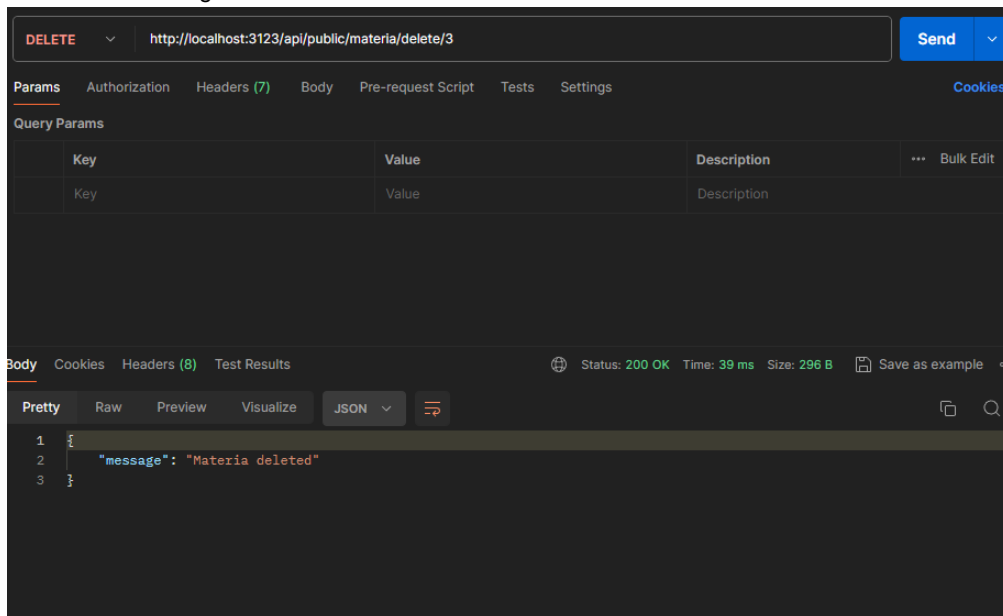 DELETE http://localhost:3123/api/public/materia/delete/3 Send
Params Authorization Headers (7) Body Pre-request Script Tests Settings Cookies
Query Params
Key Value Description ••• Bulk Edit
Key Value Description
Body Cookies Headers (8) Test Results Status: 200 OK Time: 39 ms Size: 296 B Save as example
Pretty Raw Preview Visualize JSON
1 {
2 "message": "Materia deleted"
3 }